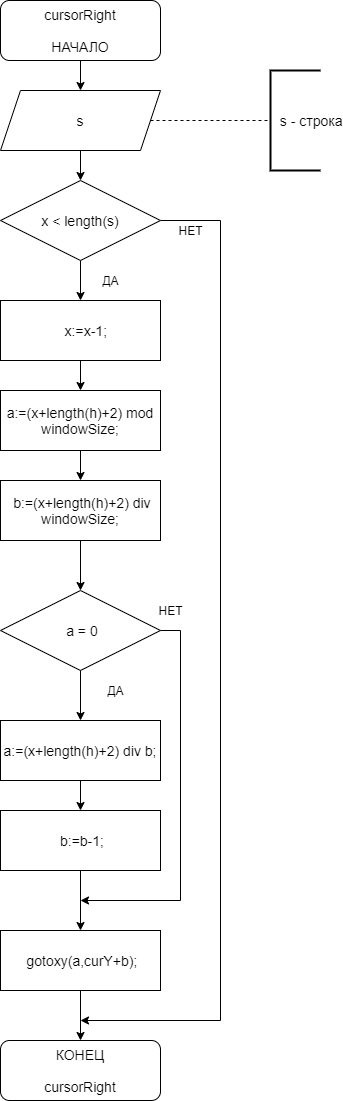 cursorRight
НАЧАЛО
s
s - строка
x < length(s)
НЕТ
ДА
x:=x-1;
a:=(x+length(h)+2) mod
windowSize;
b:=(x+length(h)+2) div
windowSize;
НЕТ
a = 0
ДА
a:=(x+length(h)+2) div b;
b:=b-1;
gotoxy(a,curY+b);
КОНЕЦ
cursorRight